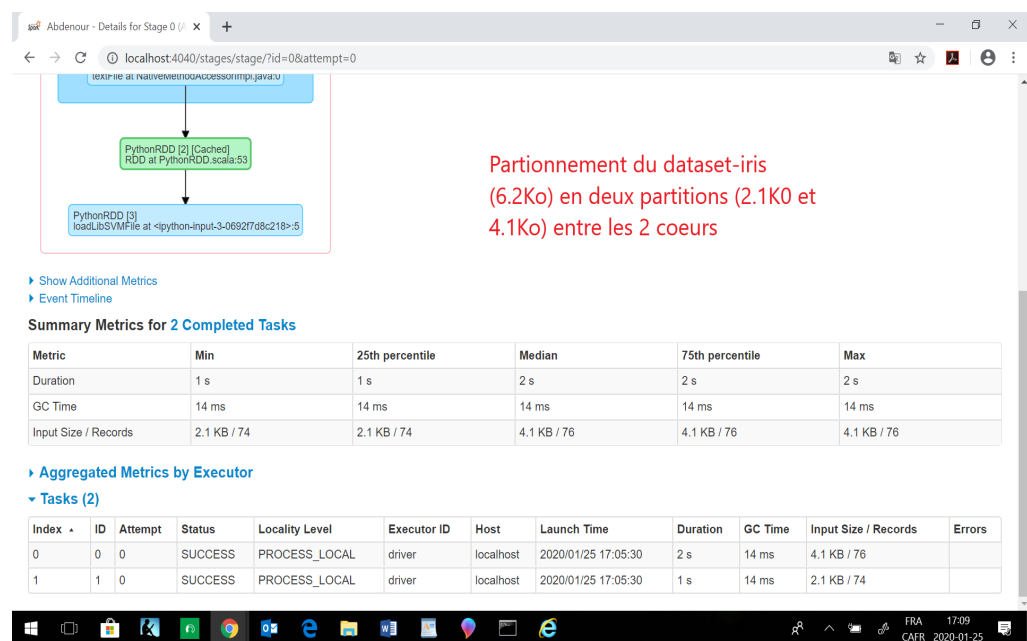 Abdenour - Details for Stage 0 (A
localhost:4040/stages/stage/?id=0&attempt=0
textFile at NativeMethodAccessorImpl.java:0
PythonRDD [2] [Cached]
RDD at PythonRDD.scala:53
PythonRDD [3]
loadLibSVMFile at <ipython-input-3-0692f7d8c218>:5
Partionnement du dataset-iris
(6.2Ko) en deux partitions (2.1K0 et
4.1Ko) entre les 2 coeurs
Show Additional Metrics
Event Timeline
Summary Metrics for 2 Completed Tasks
Metric Min 25th percentile Median 75th percentile Max
Duration 1 s 1 s 2 s 2 s 2 s
GC Time 14 ms 14 ms 14 ms 14 ms 14 ms
Input Size / Records 2.1 KB / 74 2.1 KB / 74 4.1 KB / 76 4.1 KB / 76 4.1 KB / 76
Aggregated Metrics by Executor
Tasks (2)
Index ID Attempt Status Locality Level Executor ID Host Launch Time Duration GC Time Input Size / Records Errors
0 0 0 SUCCESS PROCESS_LOCAL driver localhost 2020/01/25 17:05:30 2 s 14 ms 4.1 KB / 76
1 1 0 SUCCESS PROCESS_LOCAL driver localhost 2020/01/25 17:05:30 1 s 14 ms 2.1 KB / 74
FRA 17:09
CAFR 2020-01-25